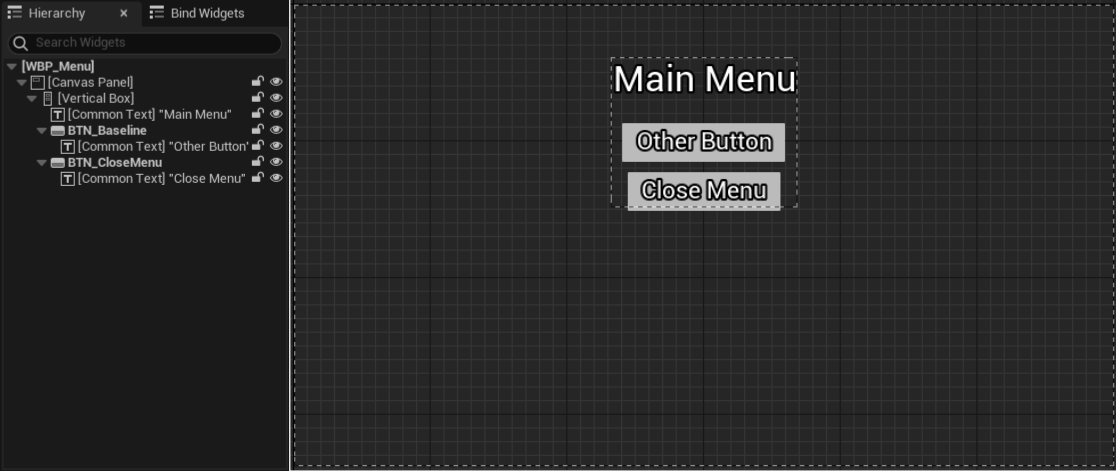 Hierarchy × Bind Widgets
Search Widgets
[WBP_Menu]
[Canvas Panel]
[Vertical Box]
[Common Text] "Main Menu"
BTN_Baseline
[Common Text] "Other Button"
BTN_CloseMenu
[Common Text] "Close Menu"
Main Menu
Other Button
Close Menu